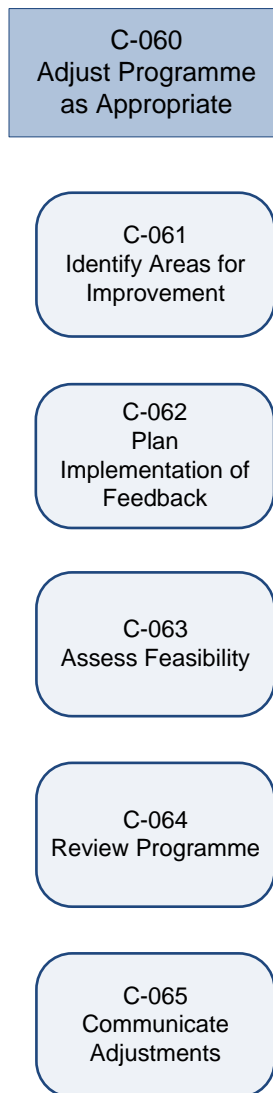 C-060
Adjust Programme
as Appropriate
C-061
Identify Areas for
Improvement
C-062
Plan
Implementation of
Feedback
C-063
Assess Feasibility
C-064
Review Programme
C-065
Communicate
Adjustments